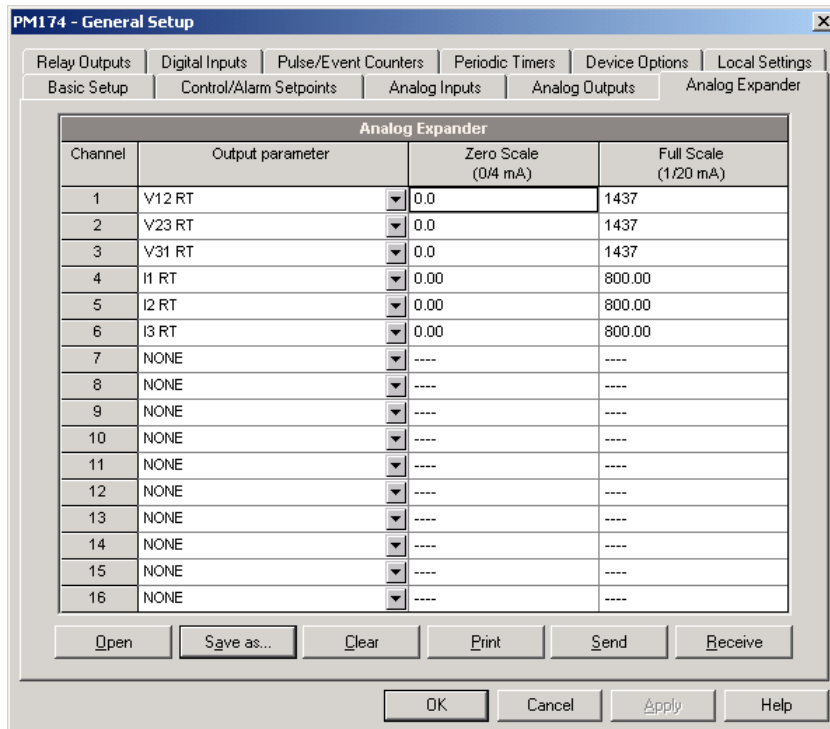 PM174 - General Setup
Relay Outputs Digital Inputs Pulse/Event Counters Periodic Timers Device Options Local Settings
Basic Setup Control/Alarm Setpoints Analog Inputs Analog Outputs Analog Expander
Analog Expander
Channel Output parameter Zero Scale Full Scale
(0/4 mA) (1/20 mA)
1 V12 RT 0.0 1437
2 V23 RT 0.0 1437
3 V31 RT 0.0 1437
4 I1 RT 0.00 800.00
5 I2 RT 0.00 800.00
6 I3 RT 0.00 800.00
7 NONE ---- ----
8 NONE ---- ----
9 NONE ---- ----
10 NONE ---- ----
11 NONE ---- ----
12 NONE ---- ----
13 NONE ---- ----
14 NONE ---- ----
15 NONE ---- ----
16 NONE ---- ----
Open Save as... Clear Print Send Receive
OK Cancel Apply Help